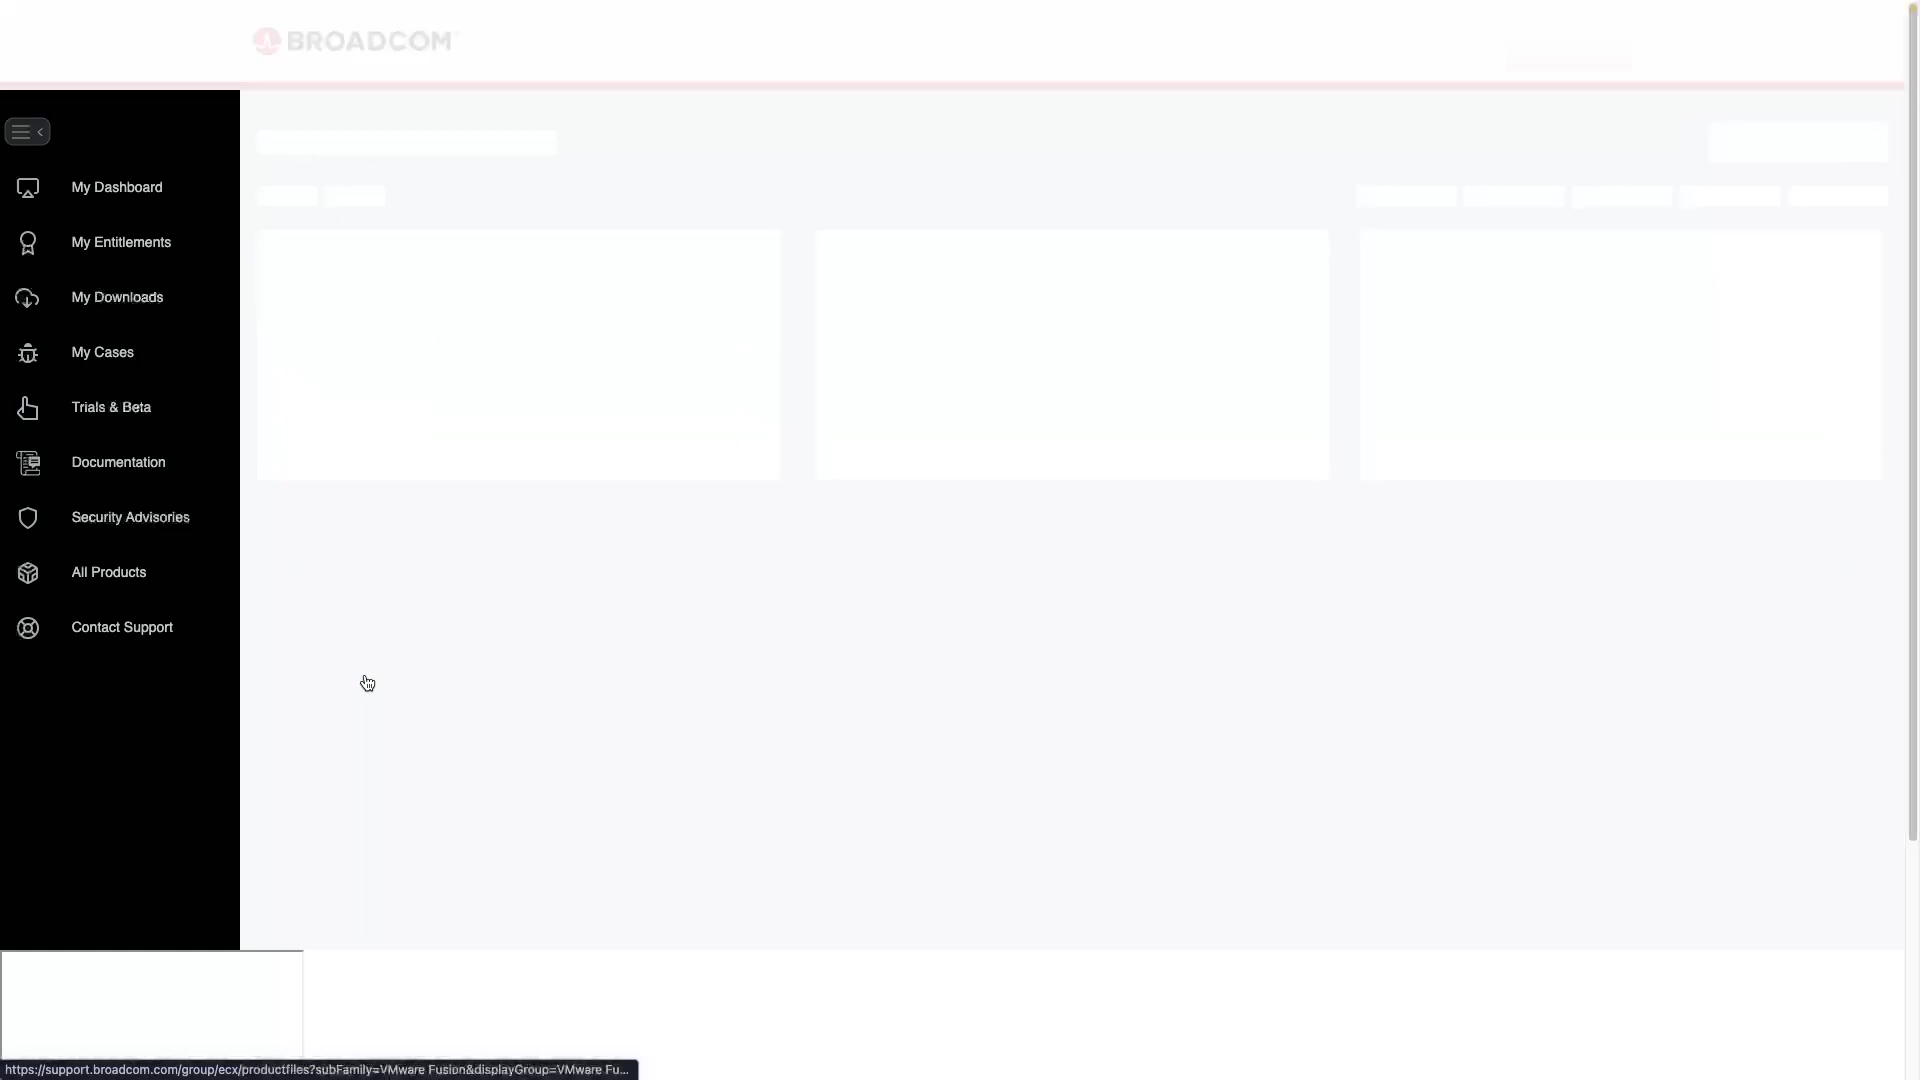 BROADCOM
My Dashboard
My Entitlements
My Downloads
My Cases
Trials & Beta
Documentation
Security Advisories
All Products
Contact Support
https://support.broadcom.com/group/ecx/productfiles?subFamily=VMware Fusion&displayGroup=VMware Fu...